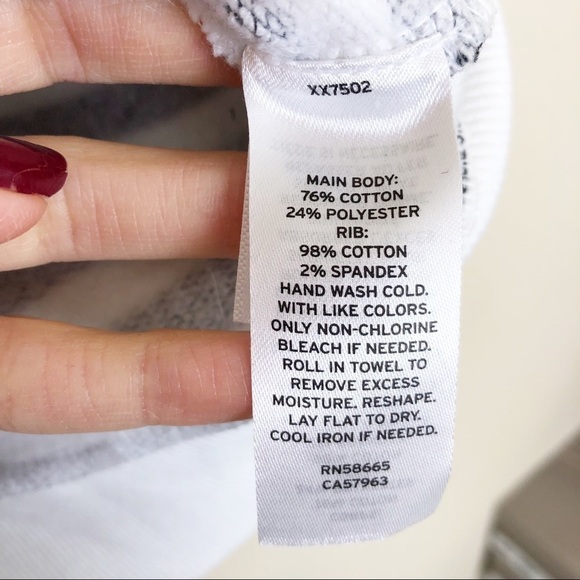 XX7502
MAIN BODY:
76% COTTON
24% POLYESTER
RIB:
98% COTTON
2% SPANDEX
HAND WASH COLD.
WITH LIKE COLORS.
ONLY NON-CHLORINE
BLEACH IF NEEDED.
ROLL IN TOWEL TO
REMOVE EXCESS
MOISTURE. RESHAPE.
LAY FLAT TO DRY.
COOL IRON IF NEEDED.
RN58665
CA57963